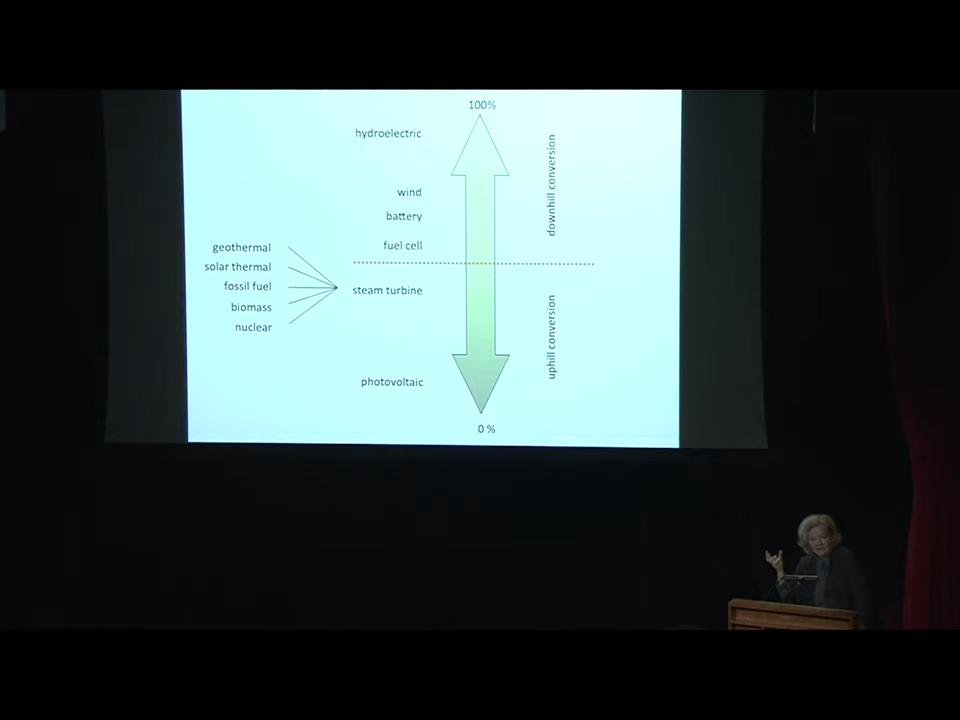 100%
hydroelectric
downhill conversion
wind
battery
fuel cell
geothermal
solar thermal
fossil fuel
biomass
nuclear
steam turbine
uphill conversion
photovoltaic
0 %